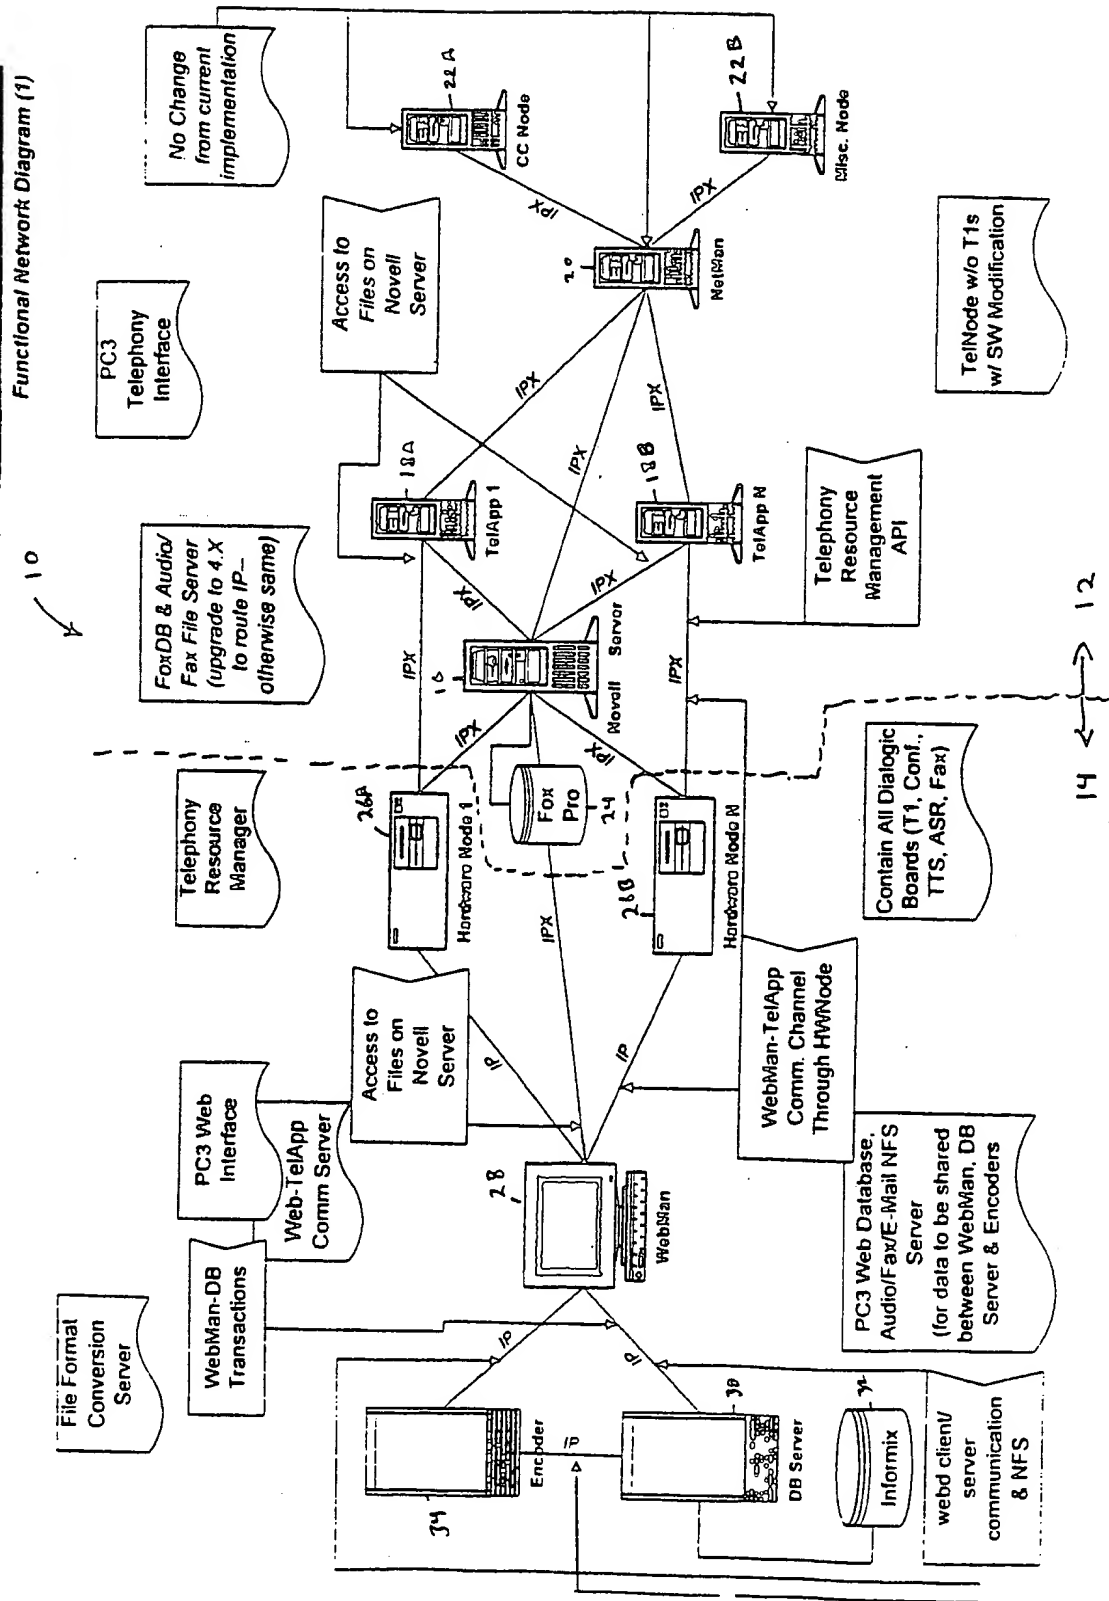 Functional Network Diagram (1)
10
No Change
from current
implementation
PC3
Telephony
Interface
FoxDB & Audio/
Fax File Server
(upgrade to 4.X
to route IP--
otherwise same)
Telephony
Resource
Manager
PC3 Web
Interface
Web-TelApp
Comm Server
WebMan-DB
Transactions
File Format
Conversion
Server
Access to
Files on
Novell
Server
Access to
Files on
Novell
Server
22A
CC Node
22B
Misc. Node
IPX
IPX
20
NetMan
IPX
IPX
IPX
18A
TelApp 1
18B
TelApp N
IPX
IPX
IPX
IPX
Novell Server
IPX
IPX
IPX
26A
Hardware Node 1
Fox
Pro
24
26B
Hardware Node N
IP
IP
28
WebMan
IP
IP
34
Encoder
IP
30
DB Server
32
Informix
TelNode w/o T1s
w/ SW Modification
Telephony
Resource
Management
API
12
14
Contain All Dialogic
Boards (T1, Conf.,
TTS, ASR, Fax)
WebMan-TelApp
Comm. Channel
Through HWNode
PC3 Web Database,
Audio/Fax/E-Mail NFS
Server
(for data to be shared
between WebMan, DB
Server & Encoders)
webd client/
server
communication
& NFS